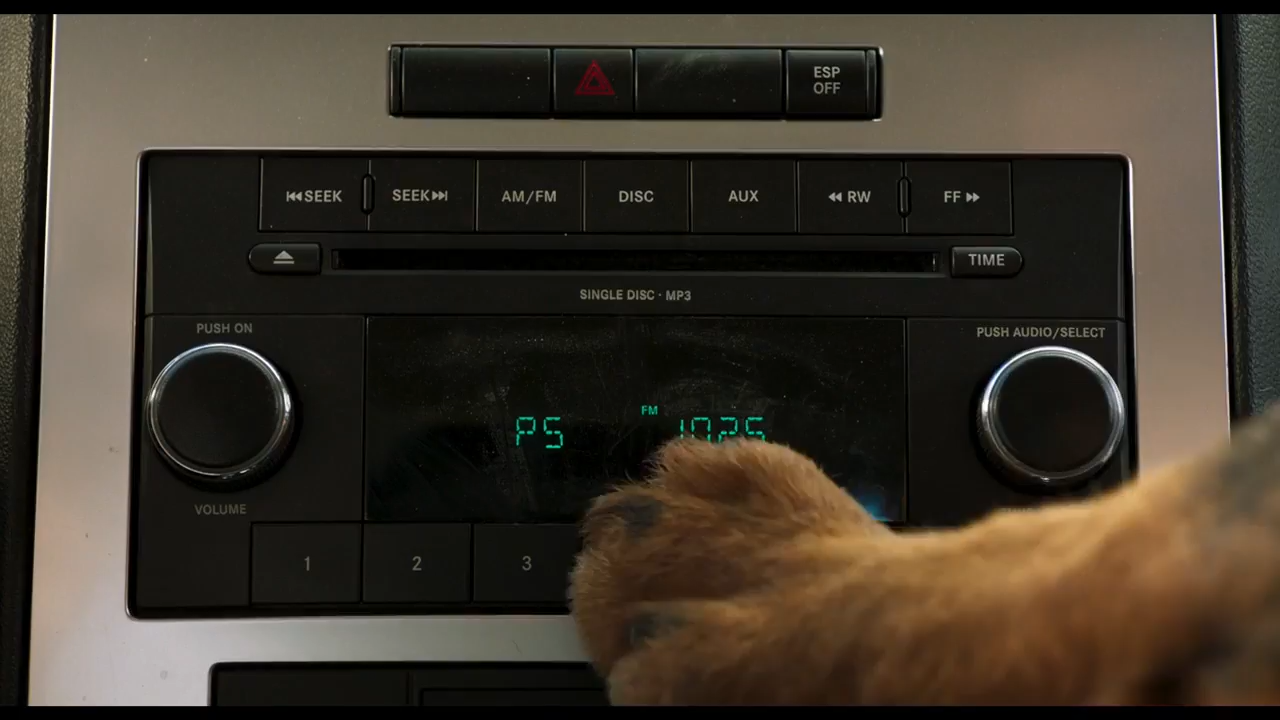 ESP
OFF
SEEK
SEEK
AM/FM
DISC
AUX
RW
FF
TIME
SINGLE DISC · MP3
PUSH ON
PUSH AUDIO/SELECT
FM
P5 1025
VOLUME
1
2
3